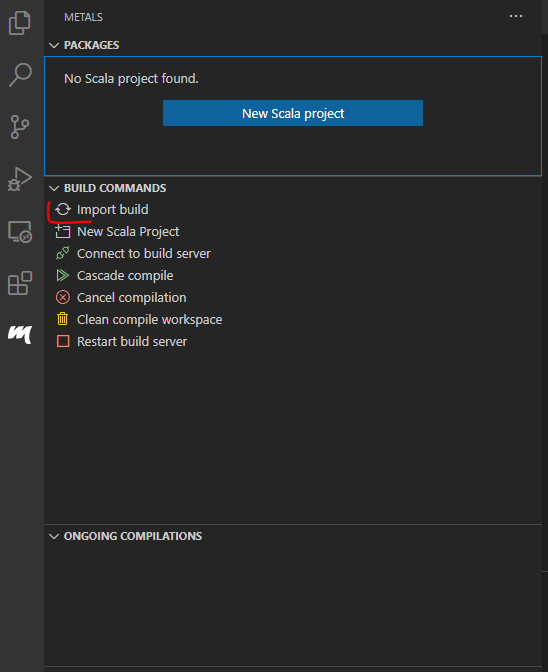 METALS
PACKAGES
No Scala project found.
New Scala project
BUILD COMMANDS
Import build
New Scala Project
Connect to build server
Cascade compile
Cancel compilation
Clean compile workspace
Restart build server
ONGOING COMPILATIONS